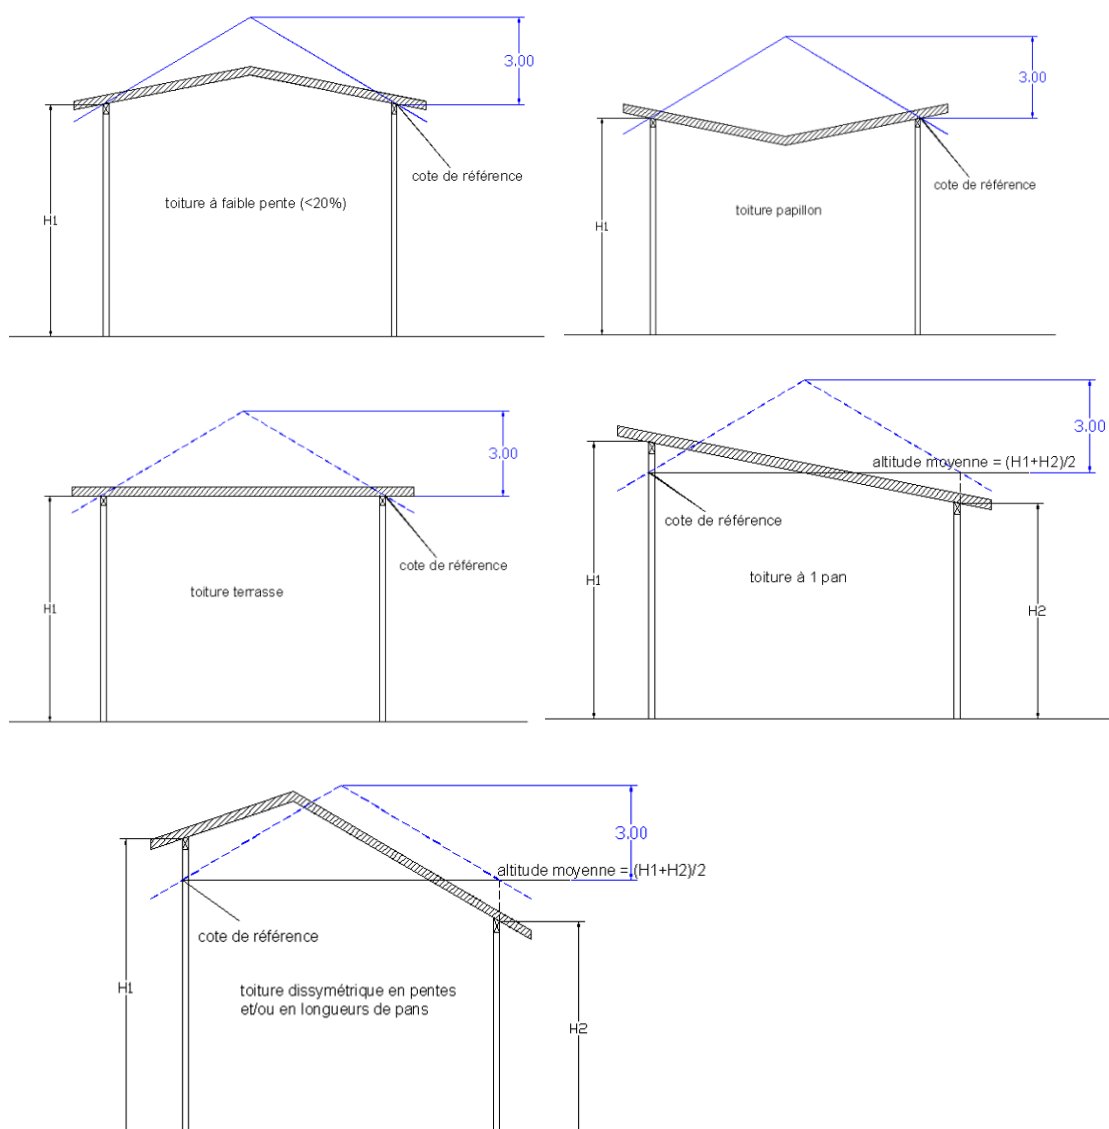 3.00
cote de référence
toiture à faible pente (<20%)
H1
3.00
cote de référence
toiture papillon
H1
3.00
cote de référence
toiture terrasse
H1
3.00
altitude moyenne = (H1+H2)/2
cote de référence
toiture à 1 pan
H1
H2
3.00
altitude moyenne = (H1+H2)/2
cote de référence
H1
toiture dissymétrique en pentes
et/ou en longueurs de pans
H2